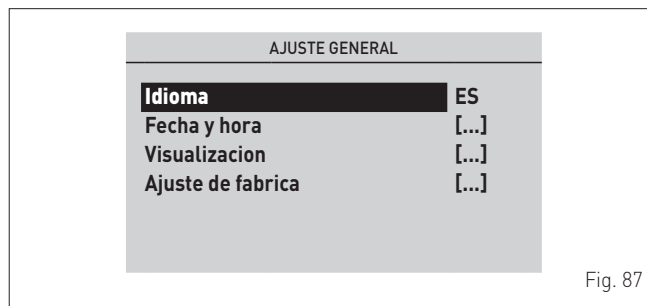 AJUSTE GENERAL
Idioma ES
Fecha y hora [...]
Visualizacion [...]
Ajuste de fabrica [...]
Fig. 87